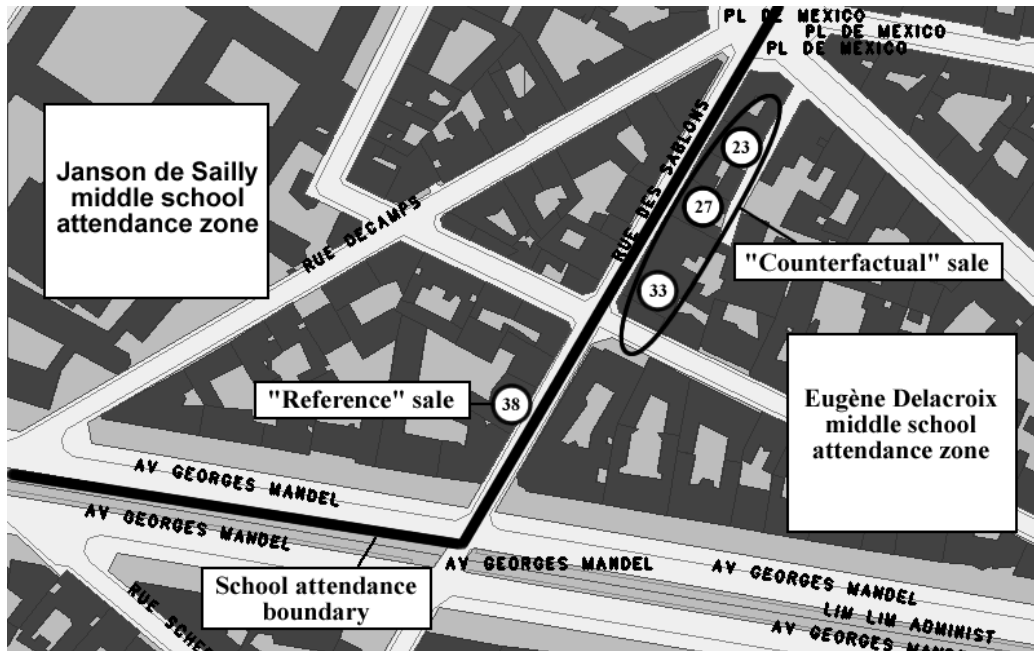 PL DE MEXICO
PL DE MEXICO
PL DE MEXICO
Janson de Sailly
middle school
attendance zone
RUE DECAMPS
RUE DES SABLONS
23
27
33
"Counterfactual" sale
"Reference" sale
38
Eugène Delacroix
middle school
attendance zone
AV GEORGES MANDEL
AV GEORGES MANDEL
School attendance
boundary
AV GEORGES MANDEL
AV GEORGES MANDEL
LIM LIM ADMINIST
AV GEORGES MANDEL
RUE SCHE